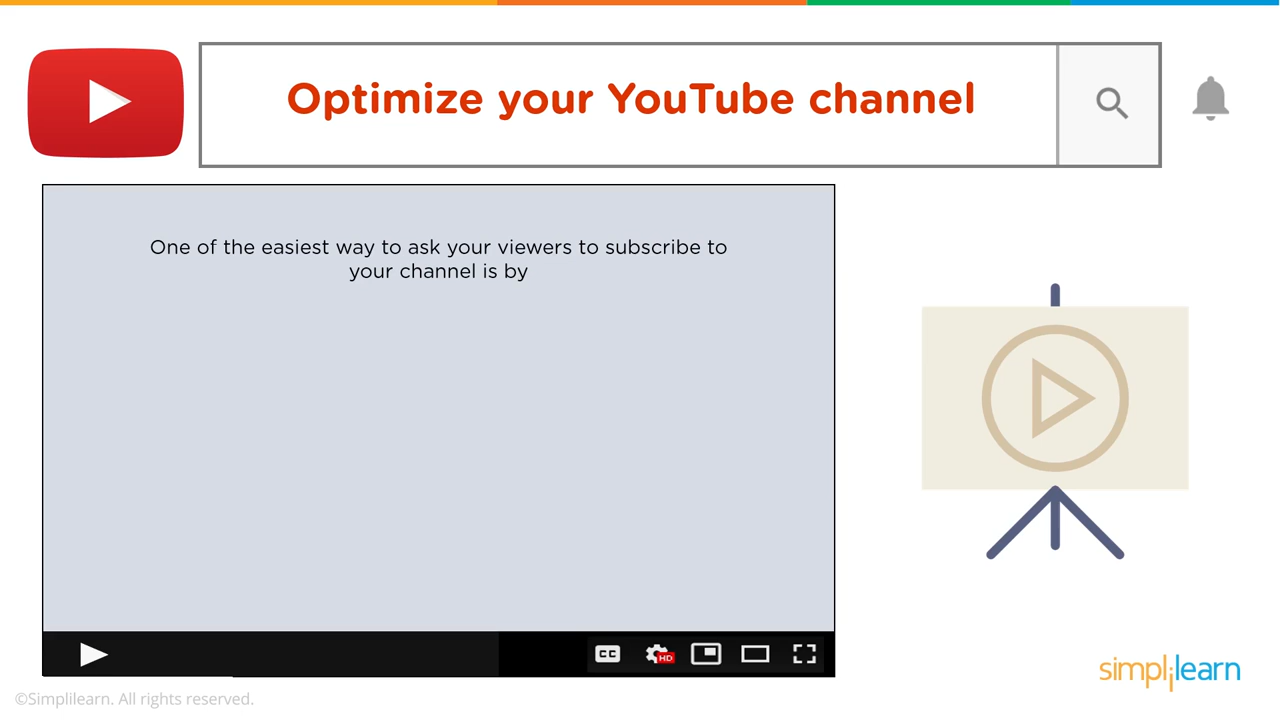 Optimize your YouTube channel
One of the easiest way to ask your viewers to subscribe to
your channel is by
CC
HD
simplilearn
©Simplilearn. All rights reserved.